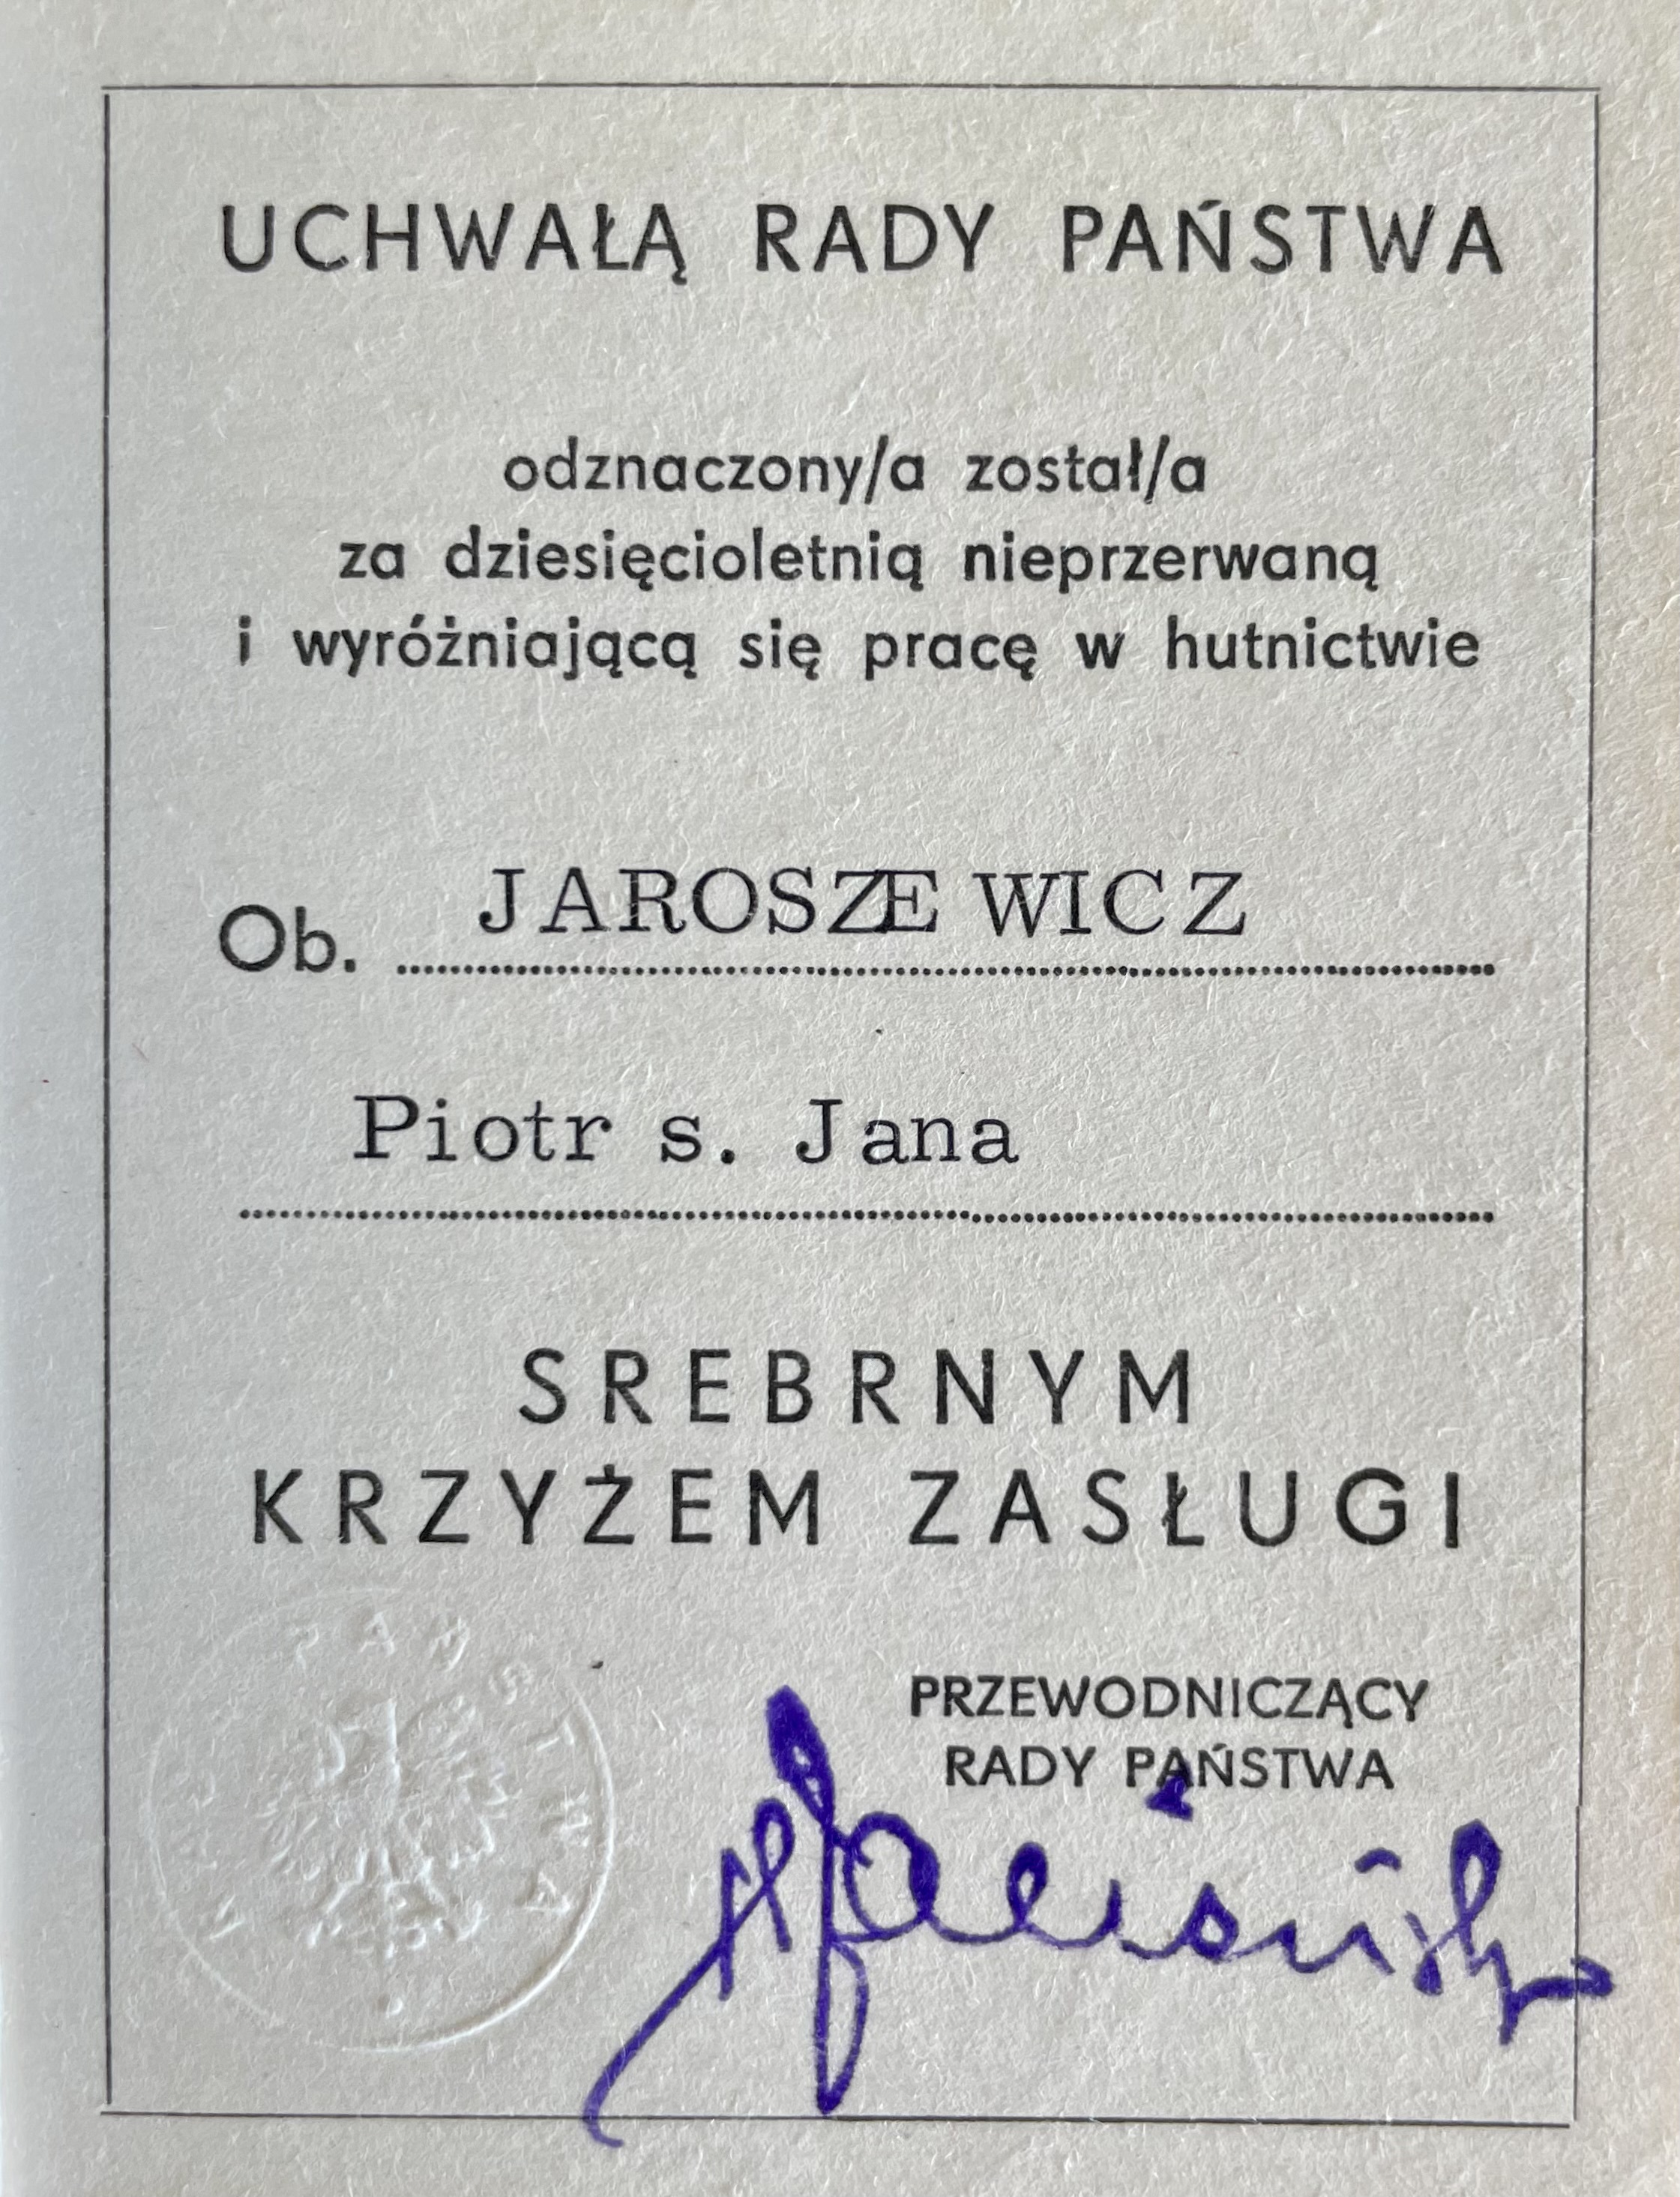 UCHWAŁĄ RADY PAŃSTWA
odznaczony/a został/a
za dziesięcioletnią nieprzerwaną
i wyróżniającą się pracę w hutnictwie
Ob. JAROSZEWICZ
Piotr s. Jana
SREBRNYM
KRZYŻEM ZASŁUGI
PRZEWODNICZĄCY
RADY PAŃSTWA